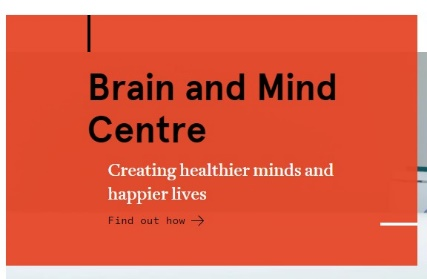 Brain and Mind
Centre
Creating healthier minds and
happier lives
Find out how →